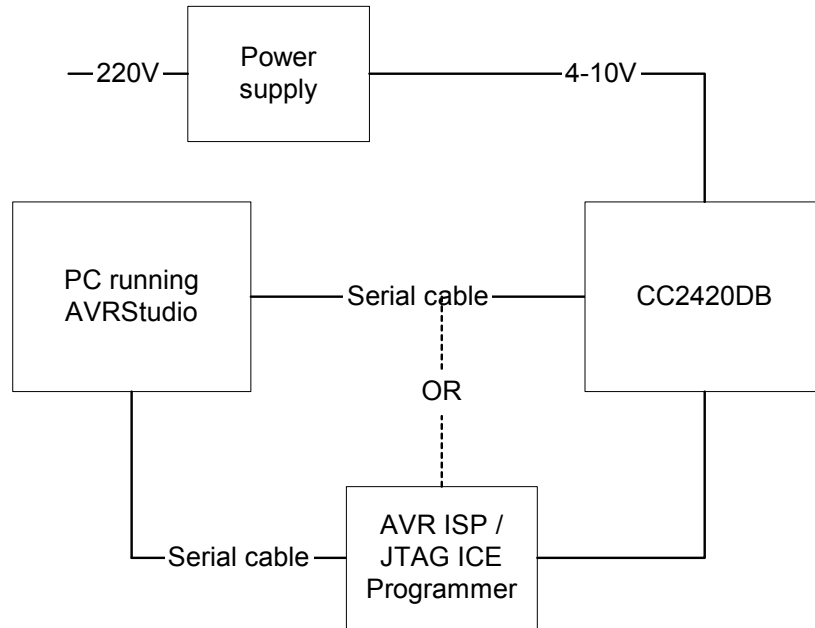 220V
Power
supply
4-10V
PC running
AVRStudio
Serial cable
CC2420DB
OR
Serial cable
AVR ISP /
JTAG ICE
Programmer